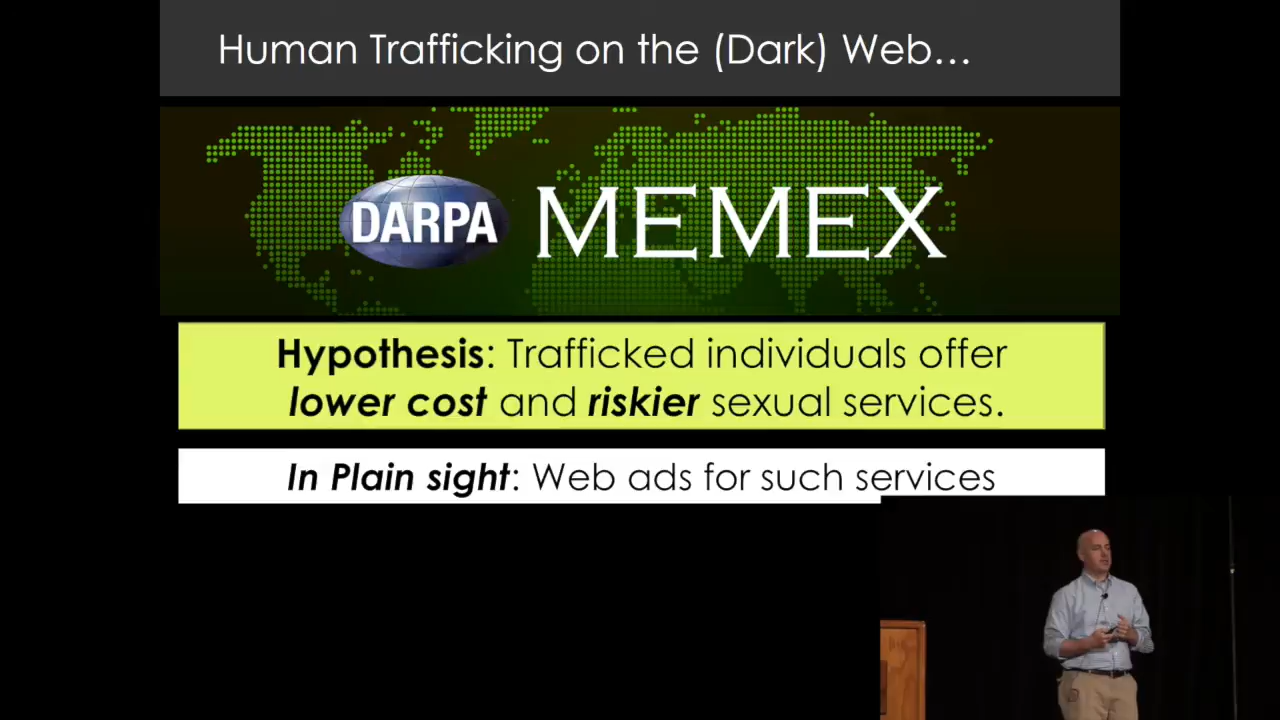 Human Trafficking on the (Dark) Web…
DARPA MEMEX
Hypothesis: Trafficked individuals offer
lower cost and riskier sexual services.
In Plain sight: Web ads for such services